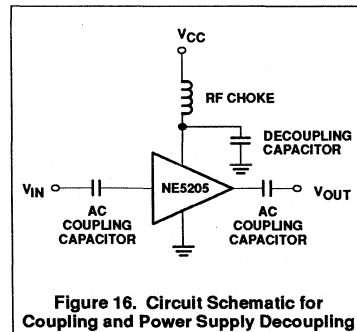 VCC
RF CHOKE
DECOUPLING
CAPACITOR
NE5205
VIN
VOUT
AC
COUPLING
CAPACITOR
AC
COUPLING
CAPACITOR
Figure 16. Circuit Schematic for
Coupling and Power Supply Decoupling